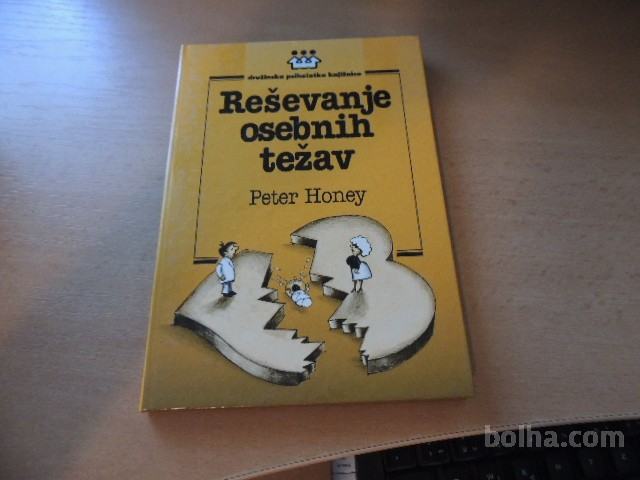 družinska psihološka knjižnica
Reševanje
osebnih
težav
Peter Honey
bolha.com